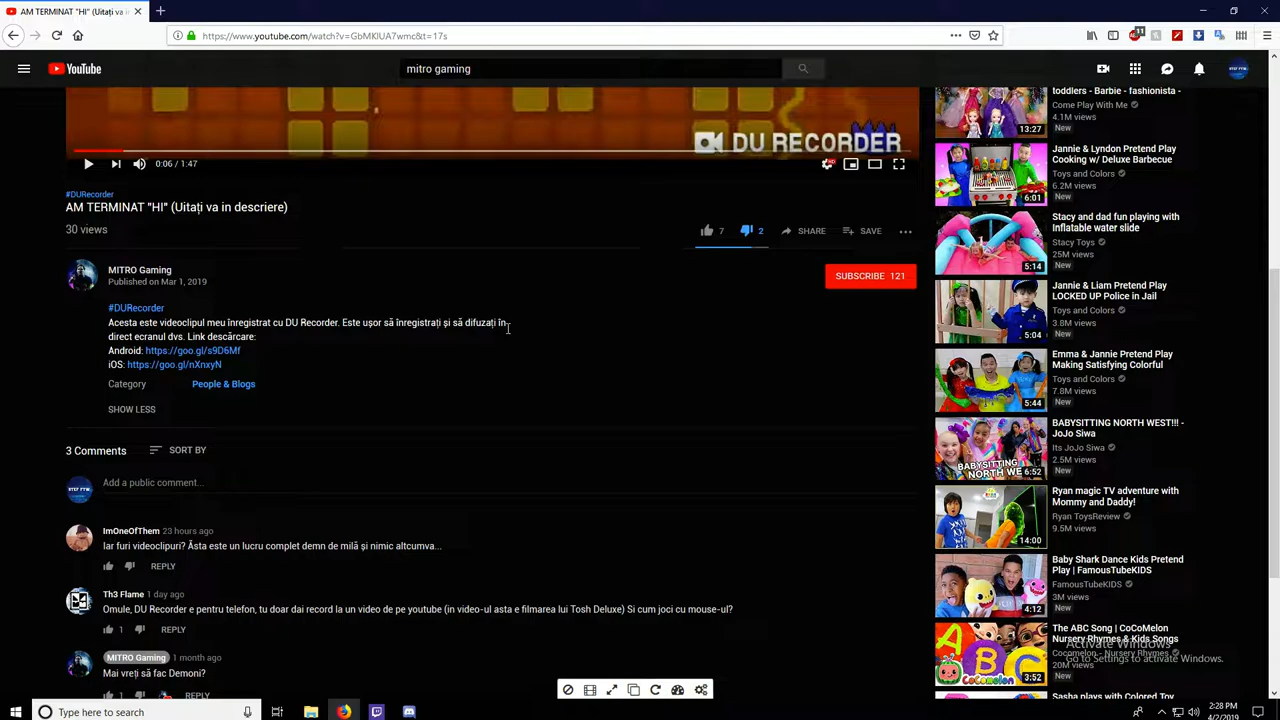 AM TERMINAT "HI" (Uitați va in
https://www.youtube.com/watch?v=GbMKlUA7wmc&t=17s
11
YouTube
mitro gaming
DU RECORDER
0:06 / 1:47
#DURecorder
AM TERMINAT "HI" (Uitați va in descriere)
30 views
7
2
SHARE
SAVE
MITRO Gaming
Published on Mar 1, 2019
SUBSCRIBE 121
#DURecorder
Acesta este videoclipul meu înregistrat cu DU Recorder. Este ușor să înregistrați și să difuzați în
direct ecranul dvs. Link descărcare:
Android: https://goo.gl/s9D6Mf
iOS: https://goo.gl/nXnxyN
Category People & Blogs
SHOW LESS
3 Comments
SORT BY
Add a public comment...
ImOneOfThem 23 hours ago
Iar furi videoclipuri? Ăsta este un lucru complet demn de milă și nimic altcumva...
REPLY
Th3 Flame 1 day ago
Omule, DU Recorder e pentru telefon, tu doar dai record la un video de pe youtube (in video-ul asta e filmarea lui Tosh Deluxe) Si cum joci cu mouse-ul?
1 REPLY
MITRO Gaming 1 month ago
Mai vreți să fac Demoni?
1 REPLY
toddlers - Barbie - fashionista -
Come Play With Me
4.1M views
New
13:27
Jannie & Lyndon Pretend Play
Cooking w/ Deluxe Barbecue
Toys and Colors
6.2M views
New
6:01
Stacy and dad fun playing with
Inflatable water slide
Stacy Toys
25M views
New
5:14
Jannie & Liam Pretend Play
LOCKED UP Police in Jail
Toys and Colors
3.8M views
New
5:04
Emma & Jannie Pretend Play
Making Satisfying Colorful
Toys and Colors
7.8M views
New
5:44
BABYSITTING NORTH WEST!!! -
JoJo Siwa
Its JoJo Siwa
2.5M views
New
BABYSITTING
NORTH WE
6:52
Ryan magic TV adventure with
Mommy and Daddy!
Ryan ToysReview
9.5M views
14:00
Baby Shark Dance Kids Pretend
Play | FamousTubeKIDS
FamousTubeKIDS
3M views
New
4:12
The ABC Song | CoCoMelon
Nursery Rhymes & Kids Songs
Cocomelon - Nursery Rhymes
20M views
New
3:52
Sasha plays with Colored Toy
Activate Windows
Go to Settings to activate Windows.
Type here to search
2:28 PM
4/2/2019